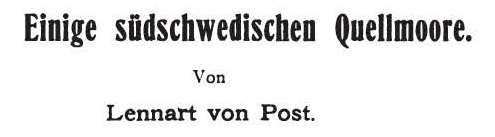 Einige südschwedischen Quellmoore.
Von
Lennart von Post.